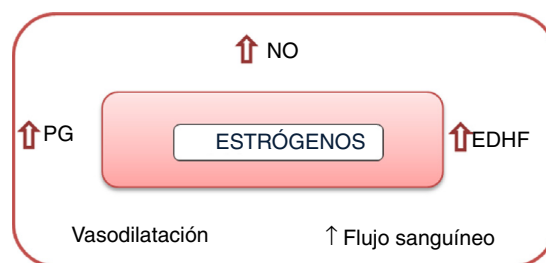 ⇧ NO
⇧ PG
ESTRÓGENOS
⇧ EDHF
Vasodilatación
↑ Flujo sanguíneo